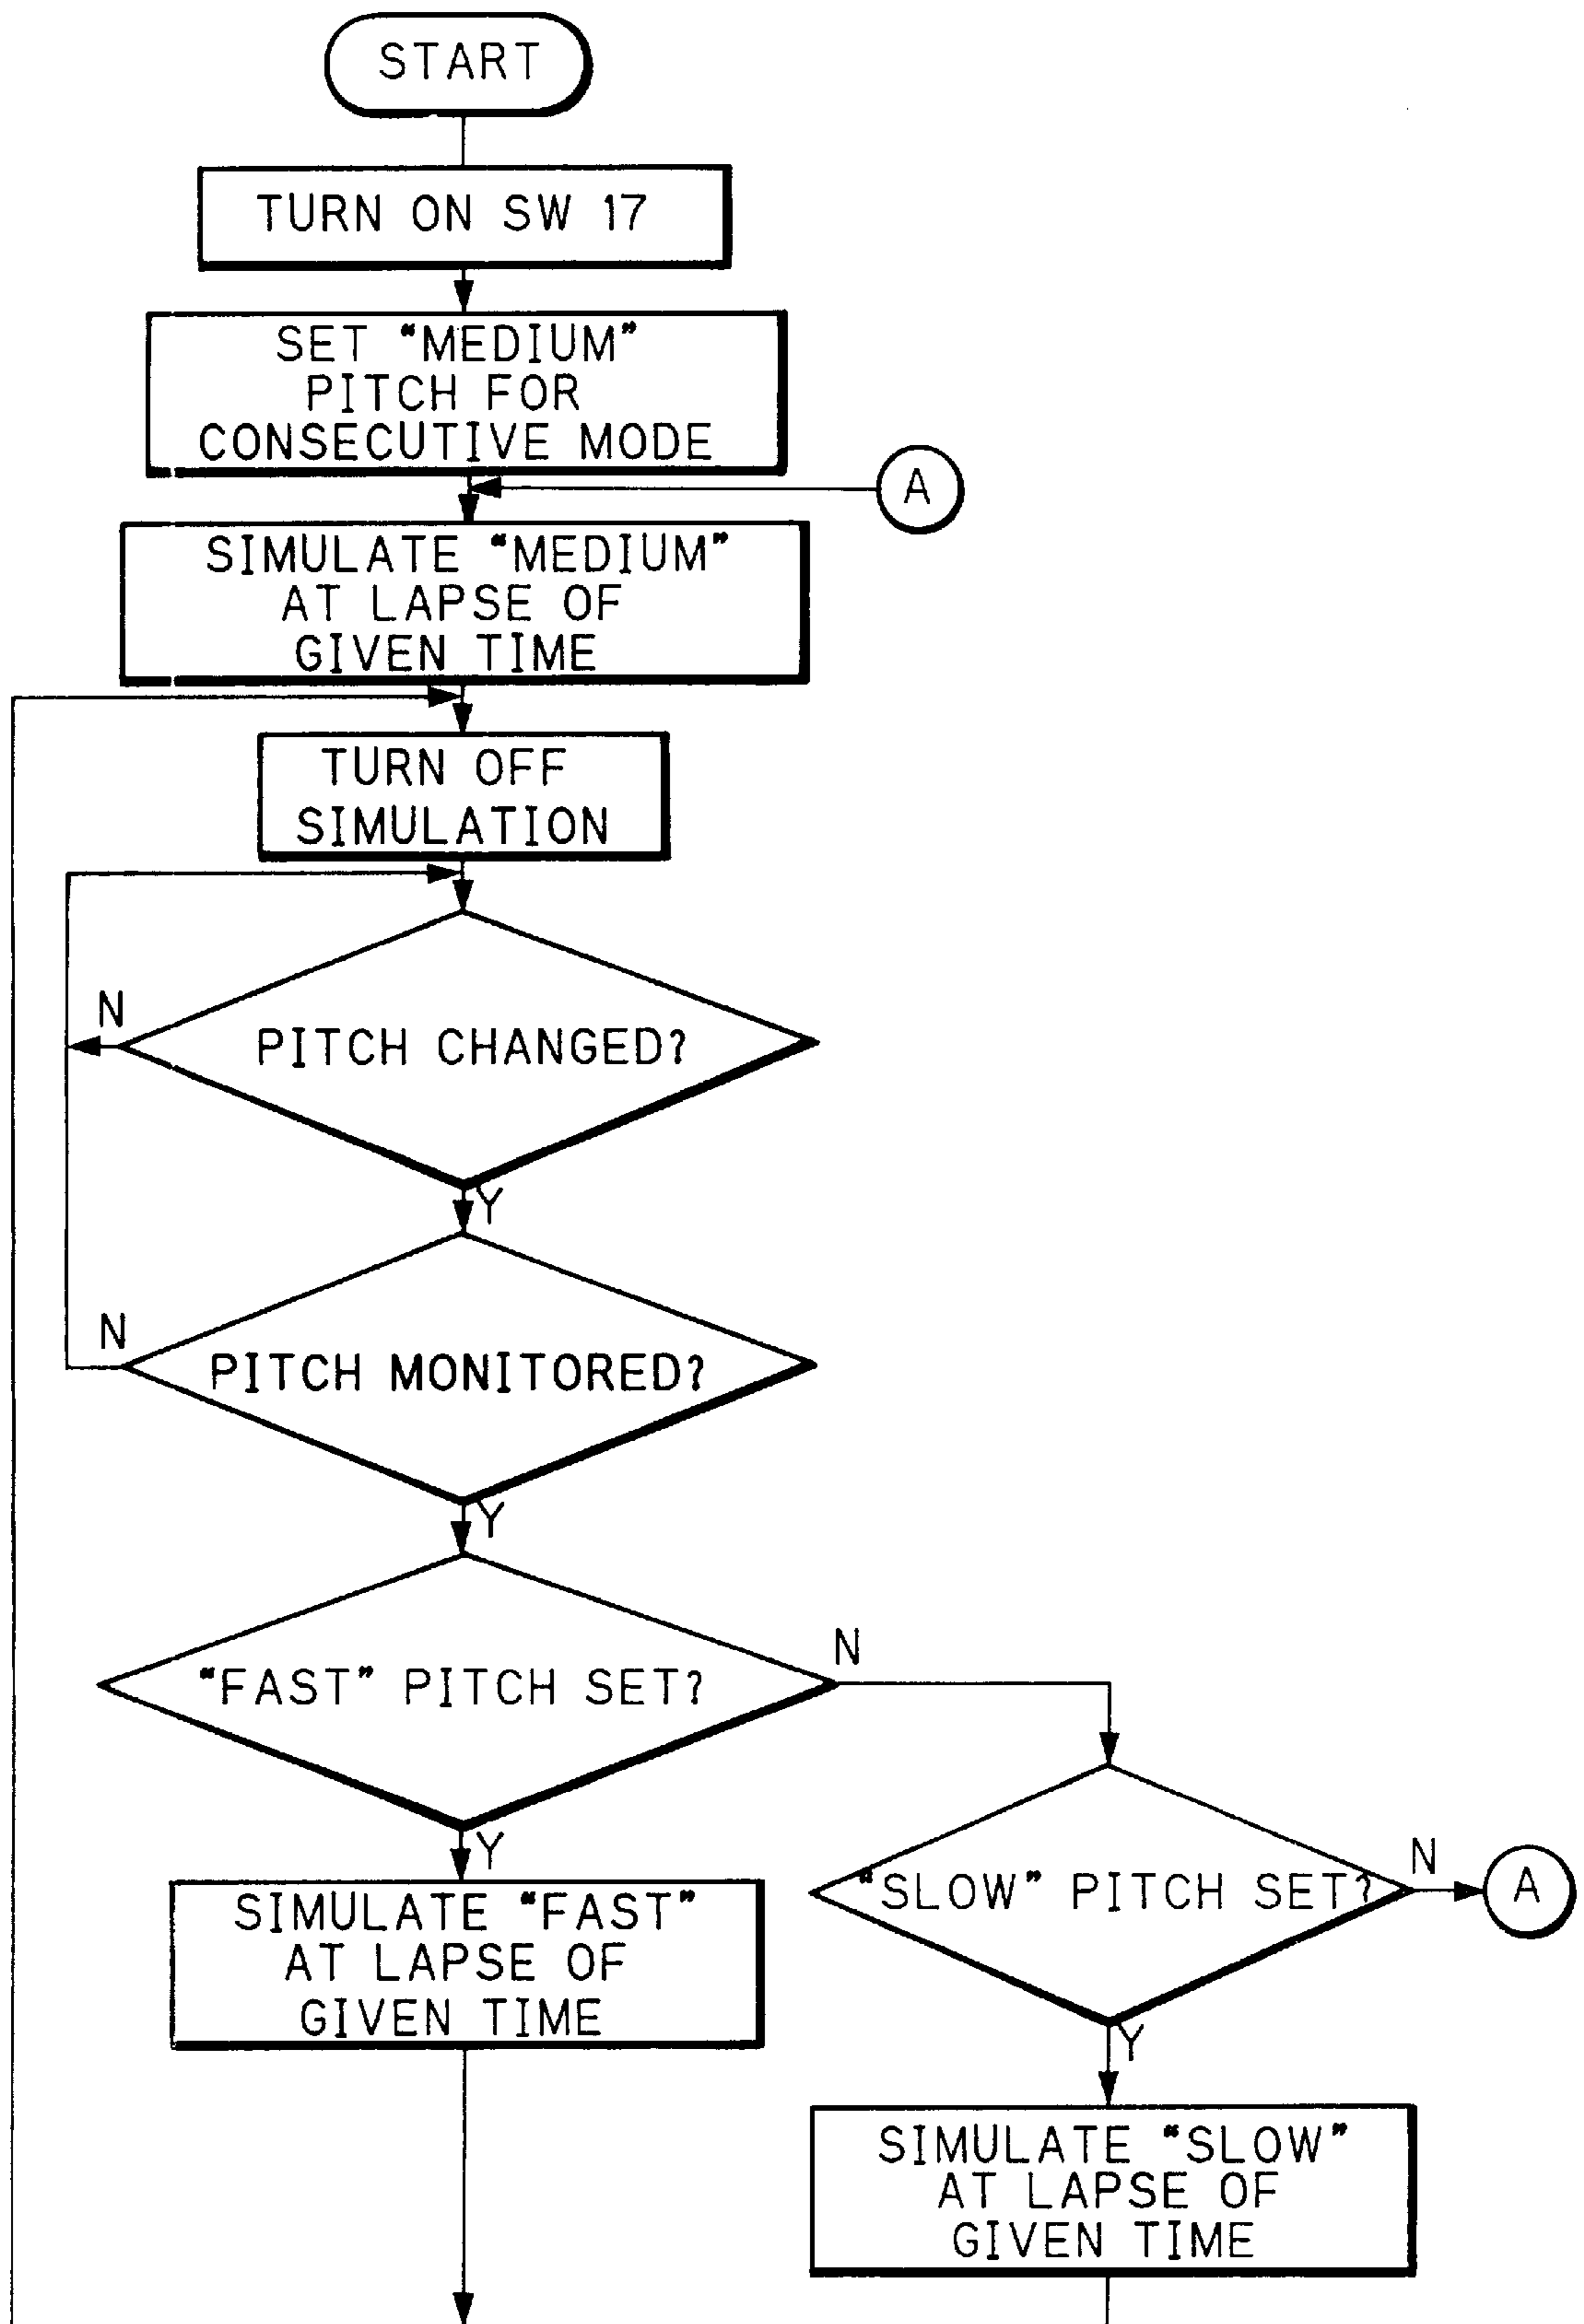 START
TURN ON SW 17
SET “MEDIUM”
PITCH FOR
CONSECUTIVE MODE
A
SIMULATE “MEDIUM”
AT LAPSE OF
GIVEN TIME
TURN OFF
SIMULATION
N
PITCH CHANGED?
Y
N
PITCH MONITORED?
Y
“FAST” PITCH SET?
N
Y
“SLOW” PITCH SET?
N
A
Y
SIMULATE “FAST”
AT LAPSE OF
GIVEN TIME
SIMULATE “SLOW”
AT LAPSE OF
GIVEN TIME